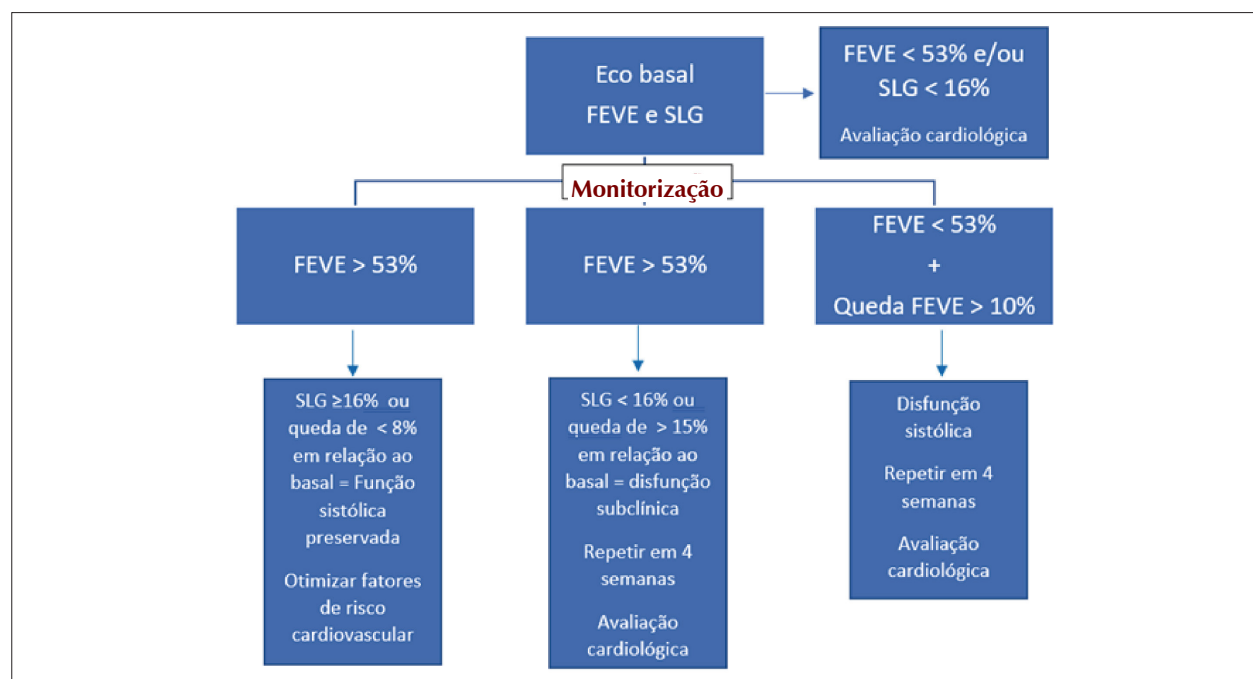 Eco basal
FEVE e SLG
FEVE < 53% e/ou
SLG < 16%
Avaliação cardiológica
Monitorização
FEVE > 53%
FEVE > 53%
FEVE < 53%
+
Queda FEVE > 10%
SLG ≥16% ou
queda de < 8%
em relação ao
basal = Função
sistólica
preservada
Otimizar fatores
de risco
cardiovascular
SLG < 16% ou
queda de > 15%
em relação ao
basal = disfunção
subclínica
Repetir em 4
semanas
Avaliação
cardiológica
Disfunção
sistólica
Repetir em 4
semanas
Avaliação
cardiológica